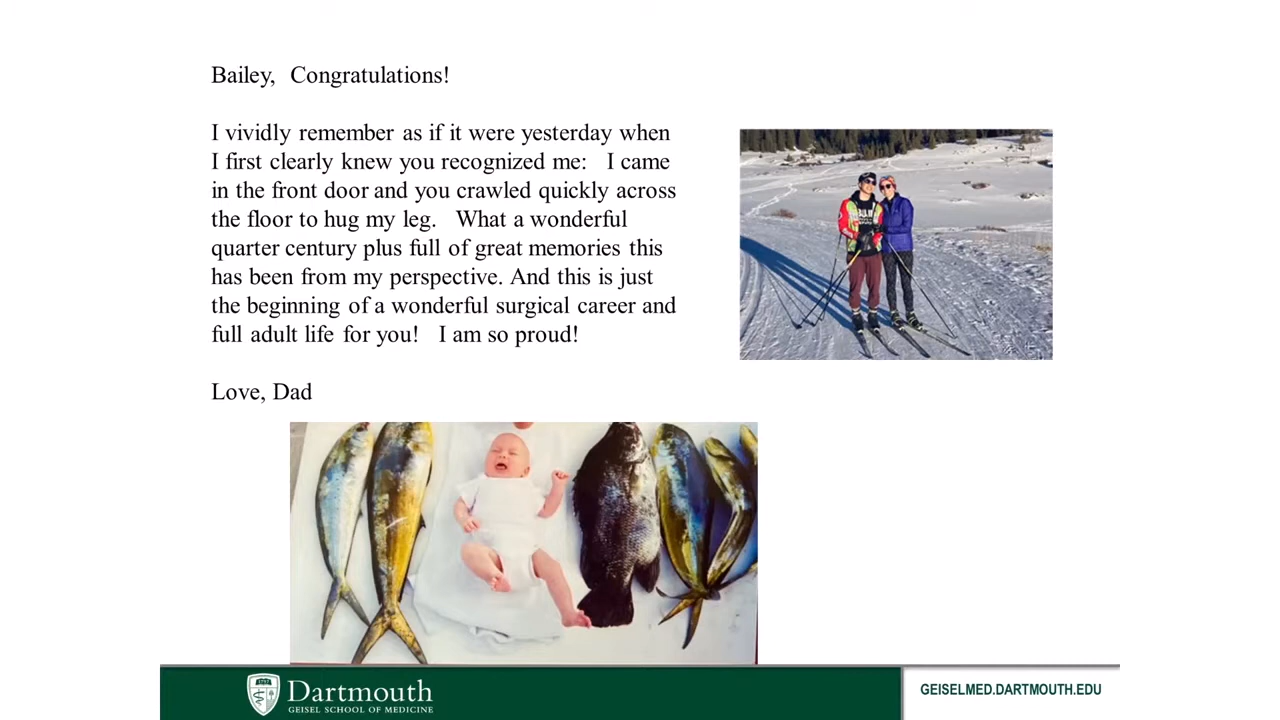 Bailey, Congratulations!
I vividly remember as if it were yesterday when
I first clearly knew you recognized me: I came
in the front door and you crawled quickly across
the floor to hug my leg. What a wonderful
quarter century plus full of great memories this
has been from my perspective. And this is just
the beginning of a wonderful surgical career and
full adult life for you! I am so proud!
Love, Dad
Dartmouth
GEISEL SCHOOL OF MEDICINE
GEISELMED.DARTMOUTH.EDU